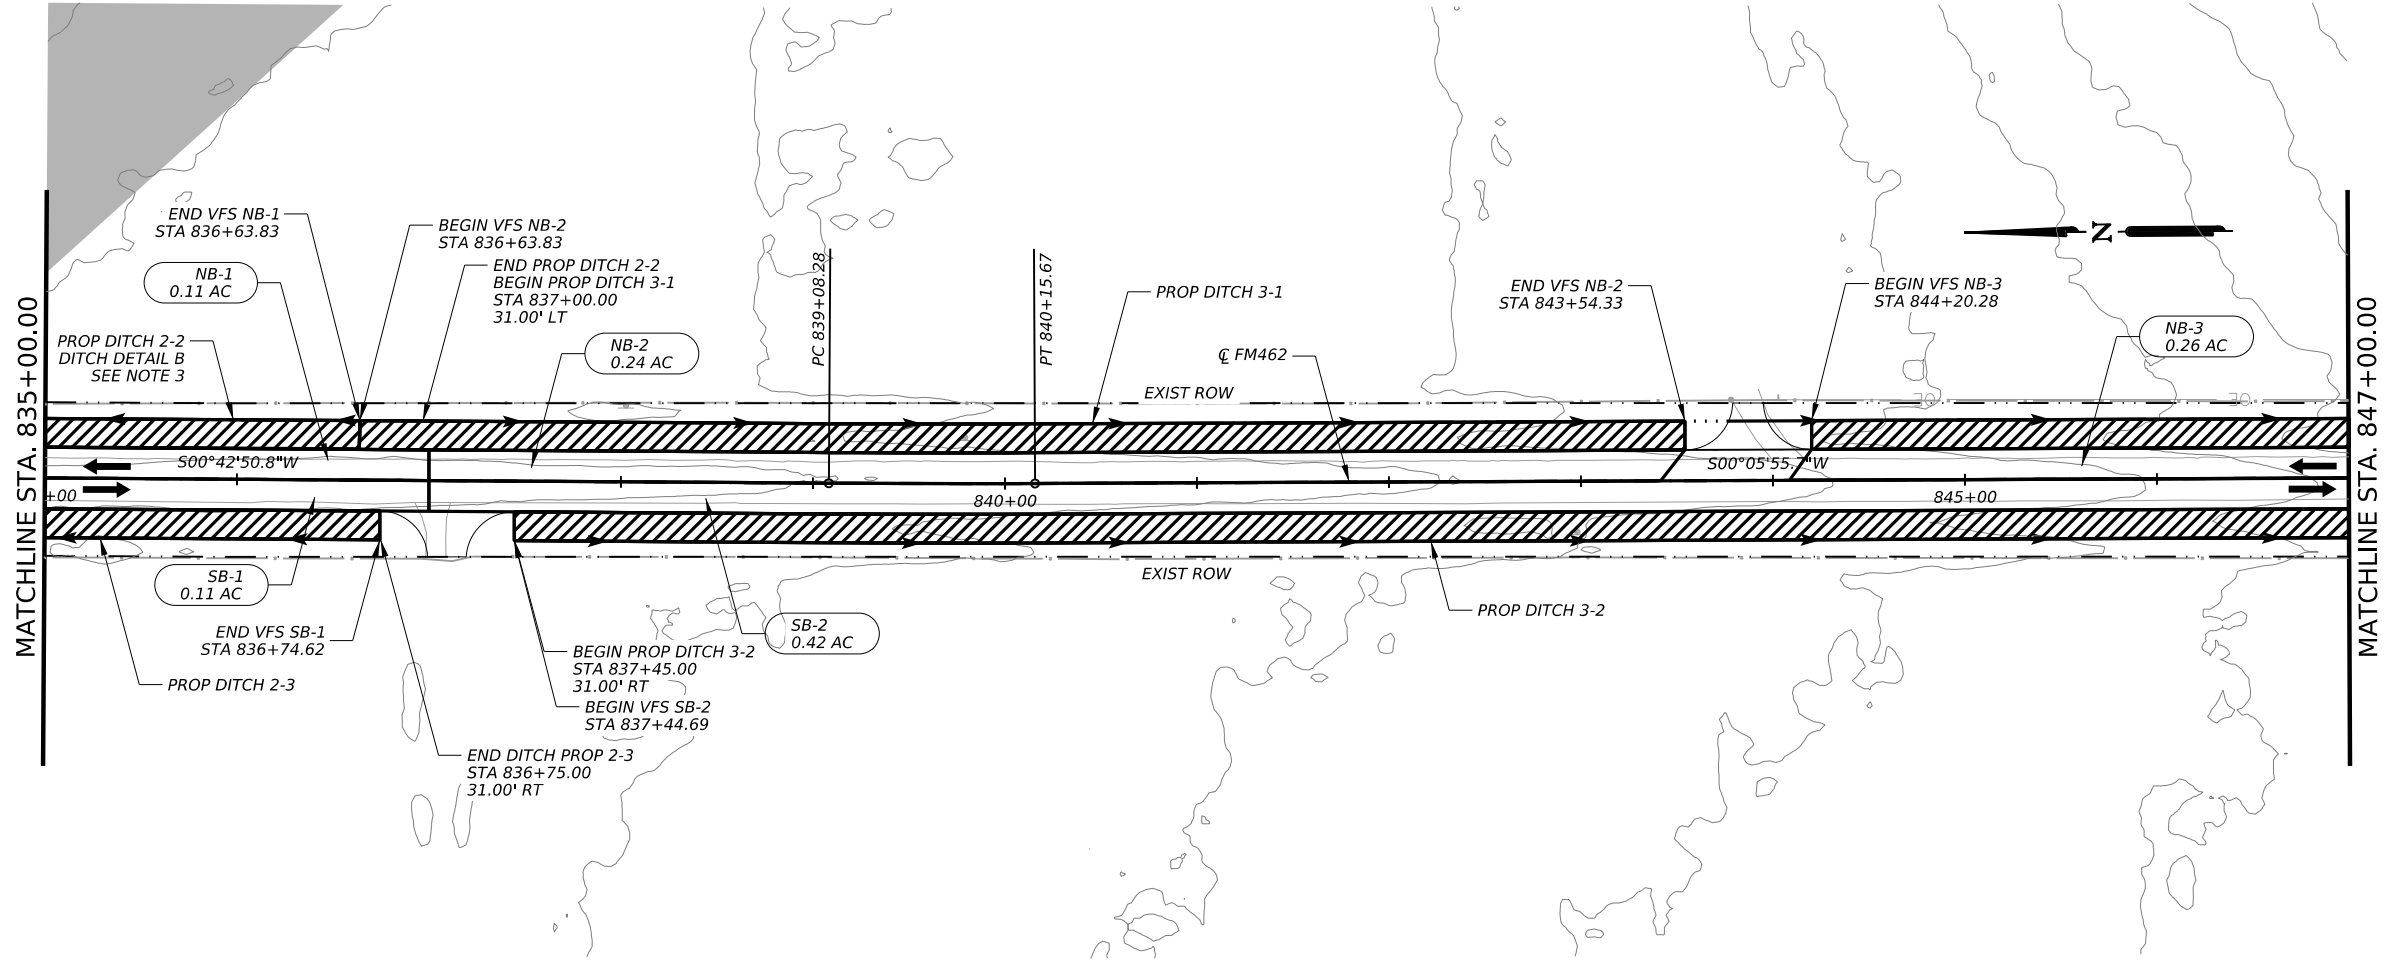 MATCHLINE STA. 835+00.00
END VFS NB-1
STA 836+63.83
NB-1
0.11 AC
PROP DITCH 2-2
DITCH DETAIL B
SEE NOTE 3
BEGIN VFS NB-2
STA 836+63.83
END PROP DITCH 2-2
BEGIN PROP DITCH 3-1
STA 837+00.00
31.00' LT
NB-2
0.24 AC
PC 839+08.28
PT 840+15.67
PROP DITCH 3-1
℄ FM462
EXIST ROW
END VFS NB-2
STA 843+54.33
BEGIN VFS NB-3
STA 844+20.28
N
NB-3
0.26 AC
MATCHLINE STA. 847+00.00
S00°42'50.8"W
S00°05'55.7"W
+00
840+00
845+00
SB-1
0.11 AC
END VFS SB-1
STA 836+74.62
PROP DITCH 2-3
EXIST ROW
SB-2
0.42 AC
PROP DITCH 3-2
BEGIN PROP DITCH 3-2
STA 837+45.00
31.00' RT
BEGIN VFS SB-2
STA 837+44.69
END DITCH PROP 2-3
STA 836+75.00
31.00' RT